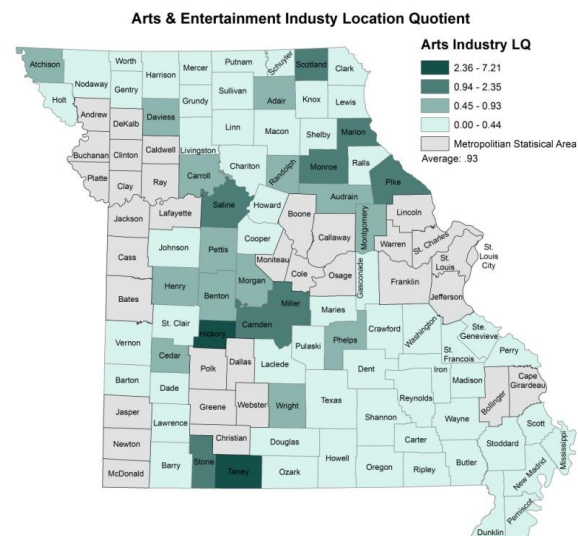 Arts & Entertainment Industy Location Quotient
Arts Industry LQ
2.36 - 7.21
0.94 - 2.35
0.45 - 0.93
0.00 - 0.44
Metropolitan Statisical Area
Average: .93
Atchison
Nodaway
Worth
Harrison
Mercer
Putnam
Schuyler
Scotland
Clark
Holt
Gentry
Grundy
Sullivan
Adair
Knox
Lewis
Andrew
DeKalb
Daviess
Linn
Macon
Shelby
Marion
Buchanan
Clinton
Caldwell
Livingston
Chariton
Randolph
Monroe
Ralls
Platte
Clay
Ray
Carroll
Pike
Saline
Howard
Boone
Audrain
Jackson
Lafayette
Cooper
Callaway
Montgomery
Lincoln
Warren
St. Charles
St.
Louis
City
St.
Louis
Johnson
Pettis
Moniteau
Cole
Osage
Gasconade
Franklin
Jefferson
Cass
Henry
Benton
Morgan
Miller
Maries
Bates
St. Clair
Hickory
Camden
Pulaski
Phelps
Crawford
Washington
Ste.
Genevieve
St.
Francois
Perry
Vernon
Cedar
Polk
Dallas
Laclede
Dent
Iron
Madison
Bollinger
Cape
Girardeau
Barton
Dade
Greene
Webster
Wright
Texas
Reynolds
Wayne
Scott
Jasper
Lawrence
Christian
Douglas
Shannon
Carter
Stoddard
Mississippi
Newton
Stone
Taney
Ozark
Howell
Oregon
Ripley
Butler
New Madrid
McDonald
Barry
Pemiscot
Dunklin